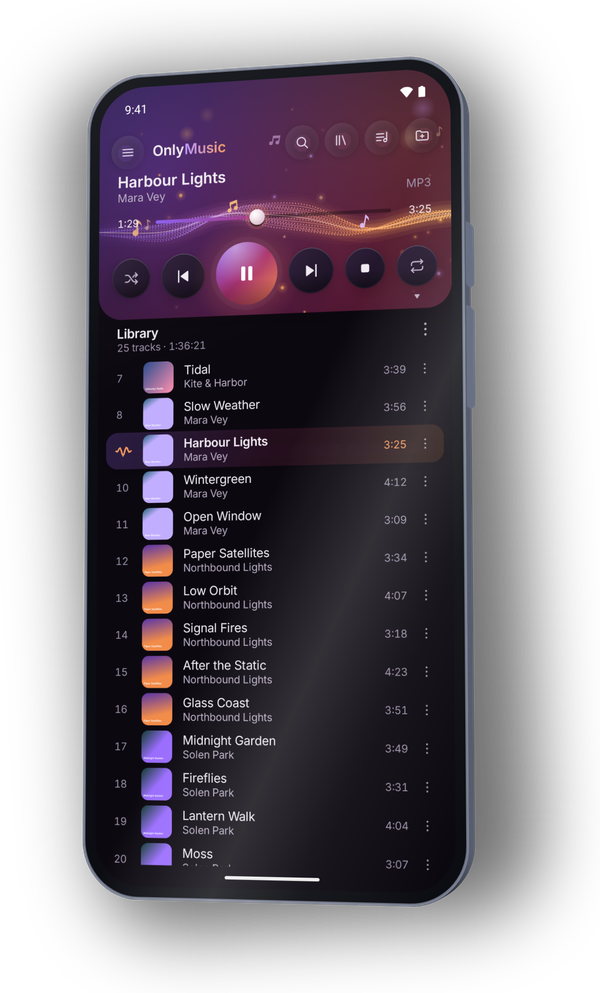 9:41
OnlyMusic
Harbour Lights
MP3
Mara Vey
1:29
3:25
Library
25 tracks · 1:36:21
7
Tidal
3:39
Kite & Harbor
8
Slow Weather
3:56
Mara Vey
Harbour Lights
3:25
Mara Vey
10
Wintergreen
4:12
Mara Vey
11
Open Window
3:09
Mara Vey
12
Paper Satellites
3:34
Northbound Lights
13
Low Orbit
4:07
Northbound Lights
14
Signal Fires
3:18
Northbound Lights
15
After the Static
4:23
Northbound Lights
16
Glass Coast
3:51
Northbound Lights
17
Midnight Garden
3:49
Solen Park
18
Fireflies
3:31
Solen Park
19
Lantern Walk
4:04
Solen Park
20
Moss
3:07